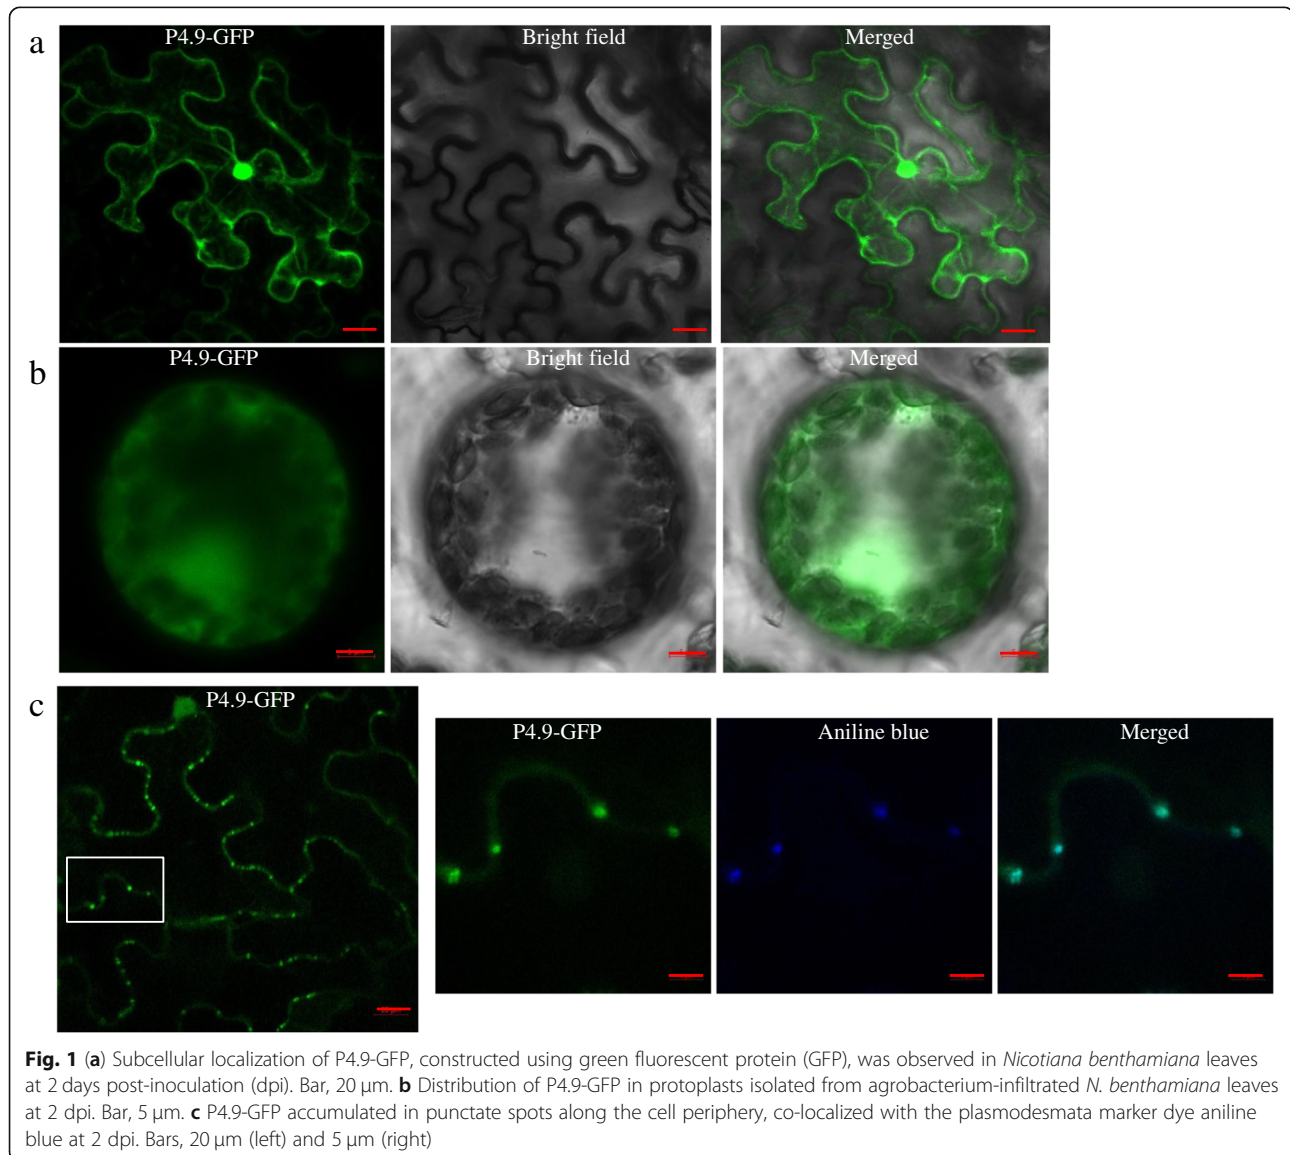 a
P4.9-GFP
Bright field
Merged
b
P4.9-GFP
Bright field
Merged
c
P4.9-GFP
P4.9-GFP
Aniline blue
Merged
Fig. 1 (a) Subcellular localization of P4.9-GFP, constructed using green fluorescent protein (GFP), was observed in Nicotiana benthamiana leaves
at 2 days post-inoculation (dpi). Bar, 20 μm. b Distribution of P4.9-GFP in protoplasts isolated from agrobacterium-infiltrated N. benthamiana leaves
at 2 dpi. Bar, 5 μm. c P4.9-GFP accumulated in punctate spots along the cell periphery, co-localized with the plasmodesmata marker dye aniline
blue at 2 dpi. Bars, 20 μm (left) and 5 μm (right)